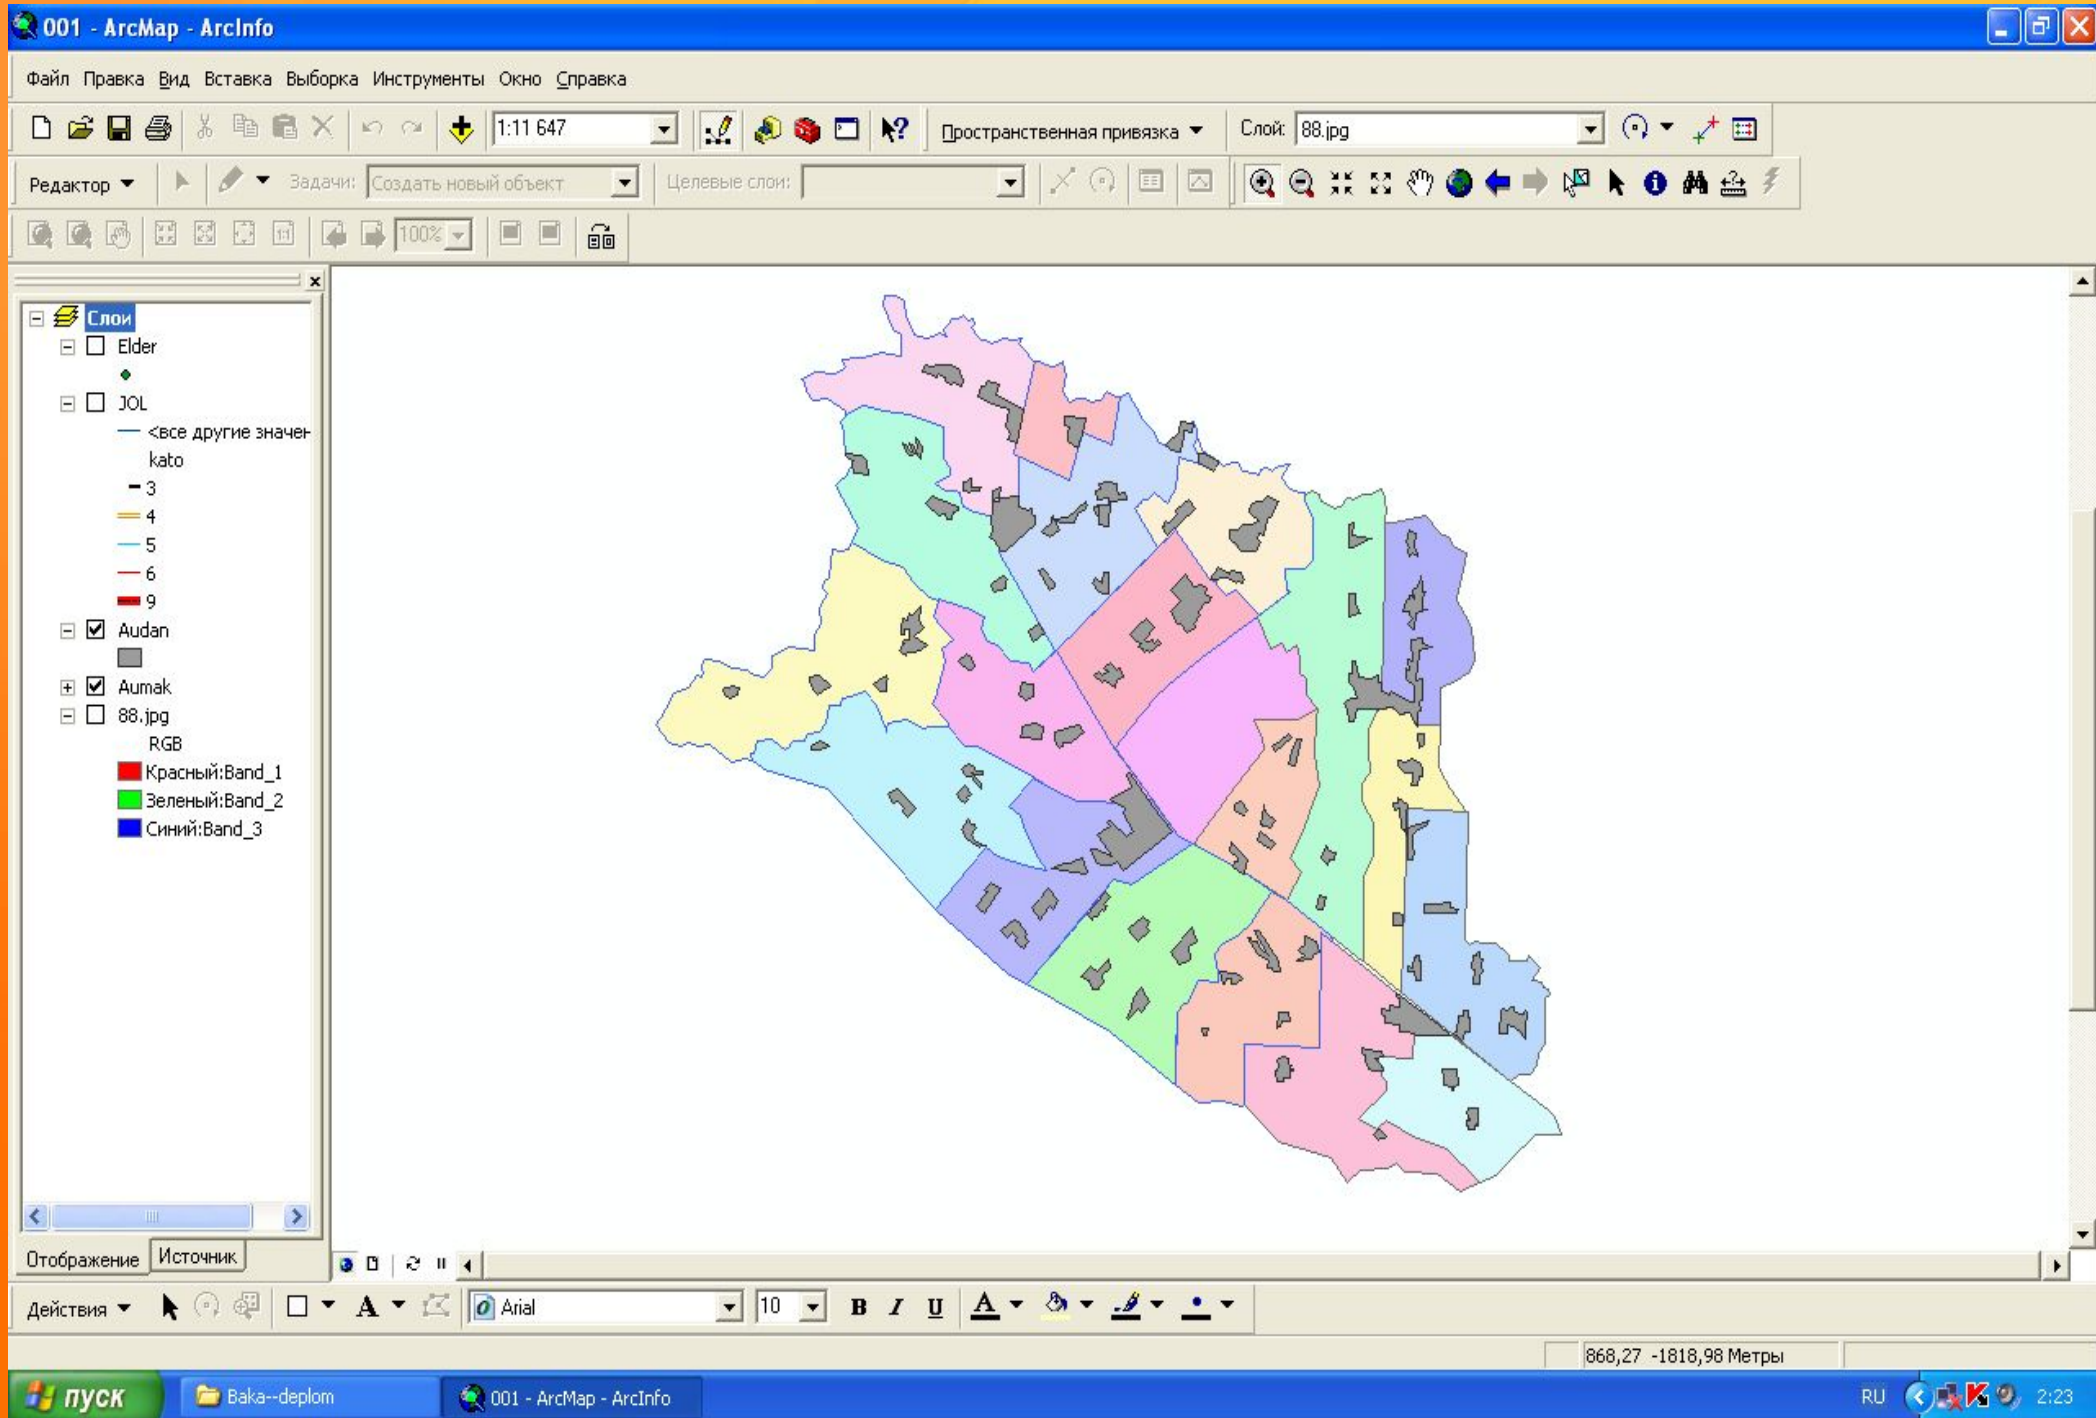 001 - ArcMap - ArcInfo
Файл Правка Вид Вставка Выборка Инструменты Окно Справка
1:11 647 Пространственная привязка Слой: 88.jpg
Редактор Задачи: Создать новый объект Целевые слои:
1:1 100%
Слои
Elder
JOL
<все другие значен
kato
3
4
5
6
9
Audan
Aumak
88.jpg
RGB
Красный:Band_1
Зеленый:Band_2
Синий:Band_3
Отображение Источник
Действия A Arial 10 B I U A
868,27 -1818,98 Метры
пуск Baka--deplom 001 - ArcMap - ArcInfo RU 2:23